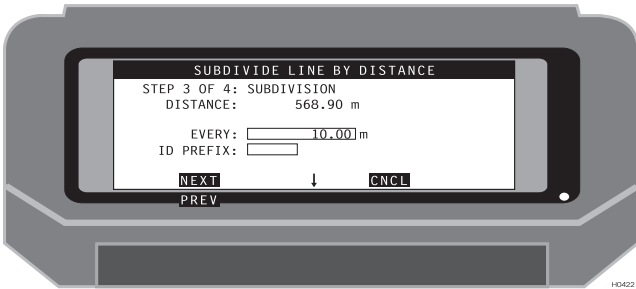 SUBDIVIDE LINE BY DISTANCE
STEP 3 OF 4: SUBDIVISION
DISTANCE: 568.90 m
EVERY: 10.00 m
ID PREFIX:
NEXT ↓ CNCL
PREV
H0422